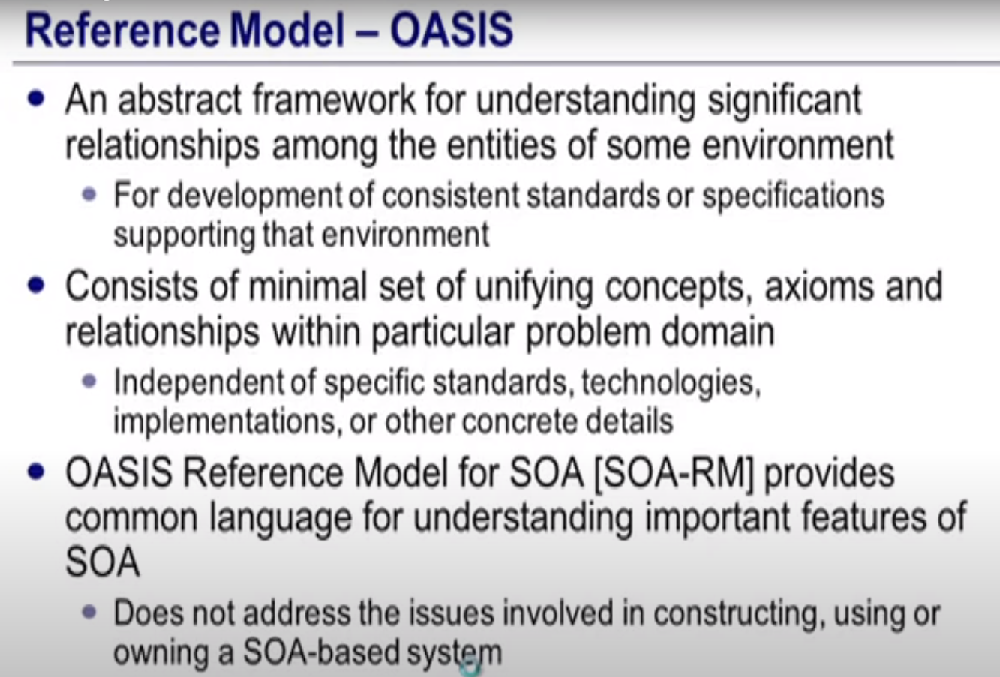 Reference Model – OASIS
An abstract framework for understanding significant
relationships among the entities of some environment
For development of consistent standards or specifications
supporting that environment
Consists of minimal set of unifying concepts, axioms and
relationships within particular problem domain
Independent of specific standards, technologies,
implementations, or other concrete details
OASIS Reference Model for SOA [SOA-RM] provides
common language for understanding important features of
SOA
Does not address the issues involved in constructing, using or
owning a SOA-based system